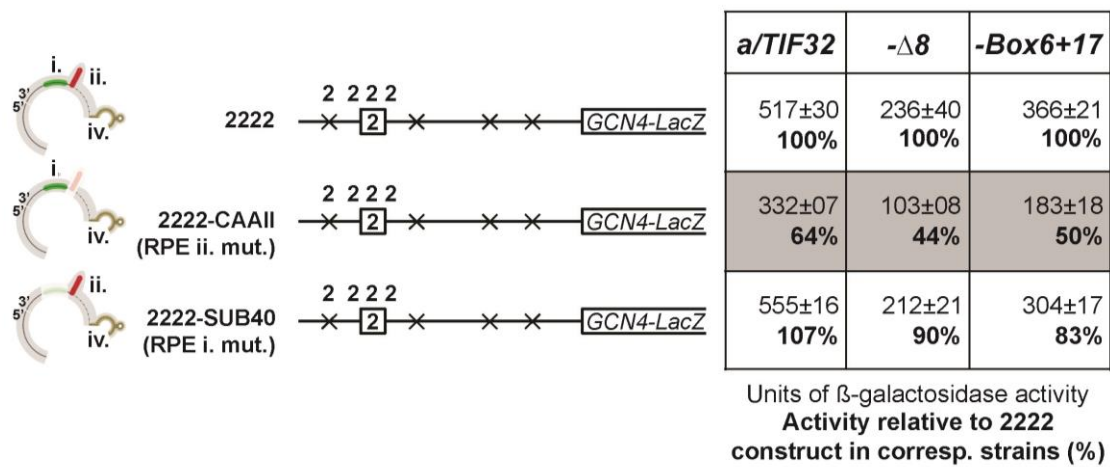 a/TIF32 -Δ8 -Box6+17
3' 5' i. ii. iv.
2222
2 2 2 2
2
GCN4-LacZ
517±30 236±40 366±21
100% 100% 100%
3' 5' i. iv.
2222-CAAII
(RPE ii. mut.)
2 2 2 2
2
GCN4-LacZ
332±07 103±08 183±18
64% 44% 50%
3' 5' ii. iv.
2222-SUB40
(RPE i. mut.)
2 2 2 2
2
GCN4-LacZ
555±16 212±21 304±17
107% 90% 83%
Units of ß-galactosidase activity
Activity relative to 2222
construct in corresp. strains (%)